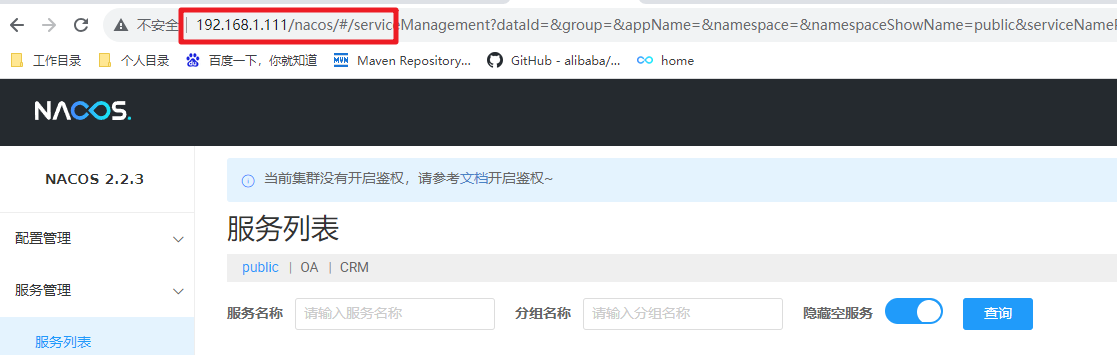 不安全 192.168.1.111/nacos/#/serviceManagement?dataId=&group=&appName=&namespace=&namespaceShowName=public&serviceName
工作目录 个人目录 百度一下，你就知道 MVN Maven Repository... GitHub - alibaba/... home
NACOS.
NACOS 2.2.3
当前集群没有开启鉴权，请参考文档开启鉴权~
服务列表
配置管理
public | OA | CRM
服务管理
服务名称 请输入服务名称 分组名称 请输入分组名称 隐藏空服务 查询
服务列表